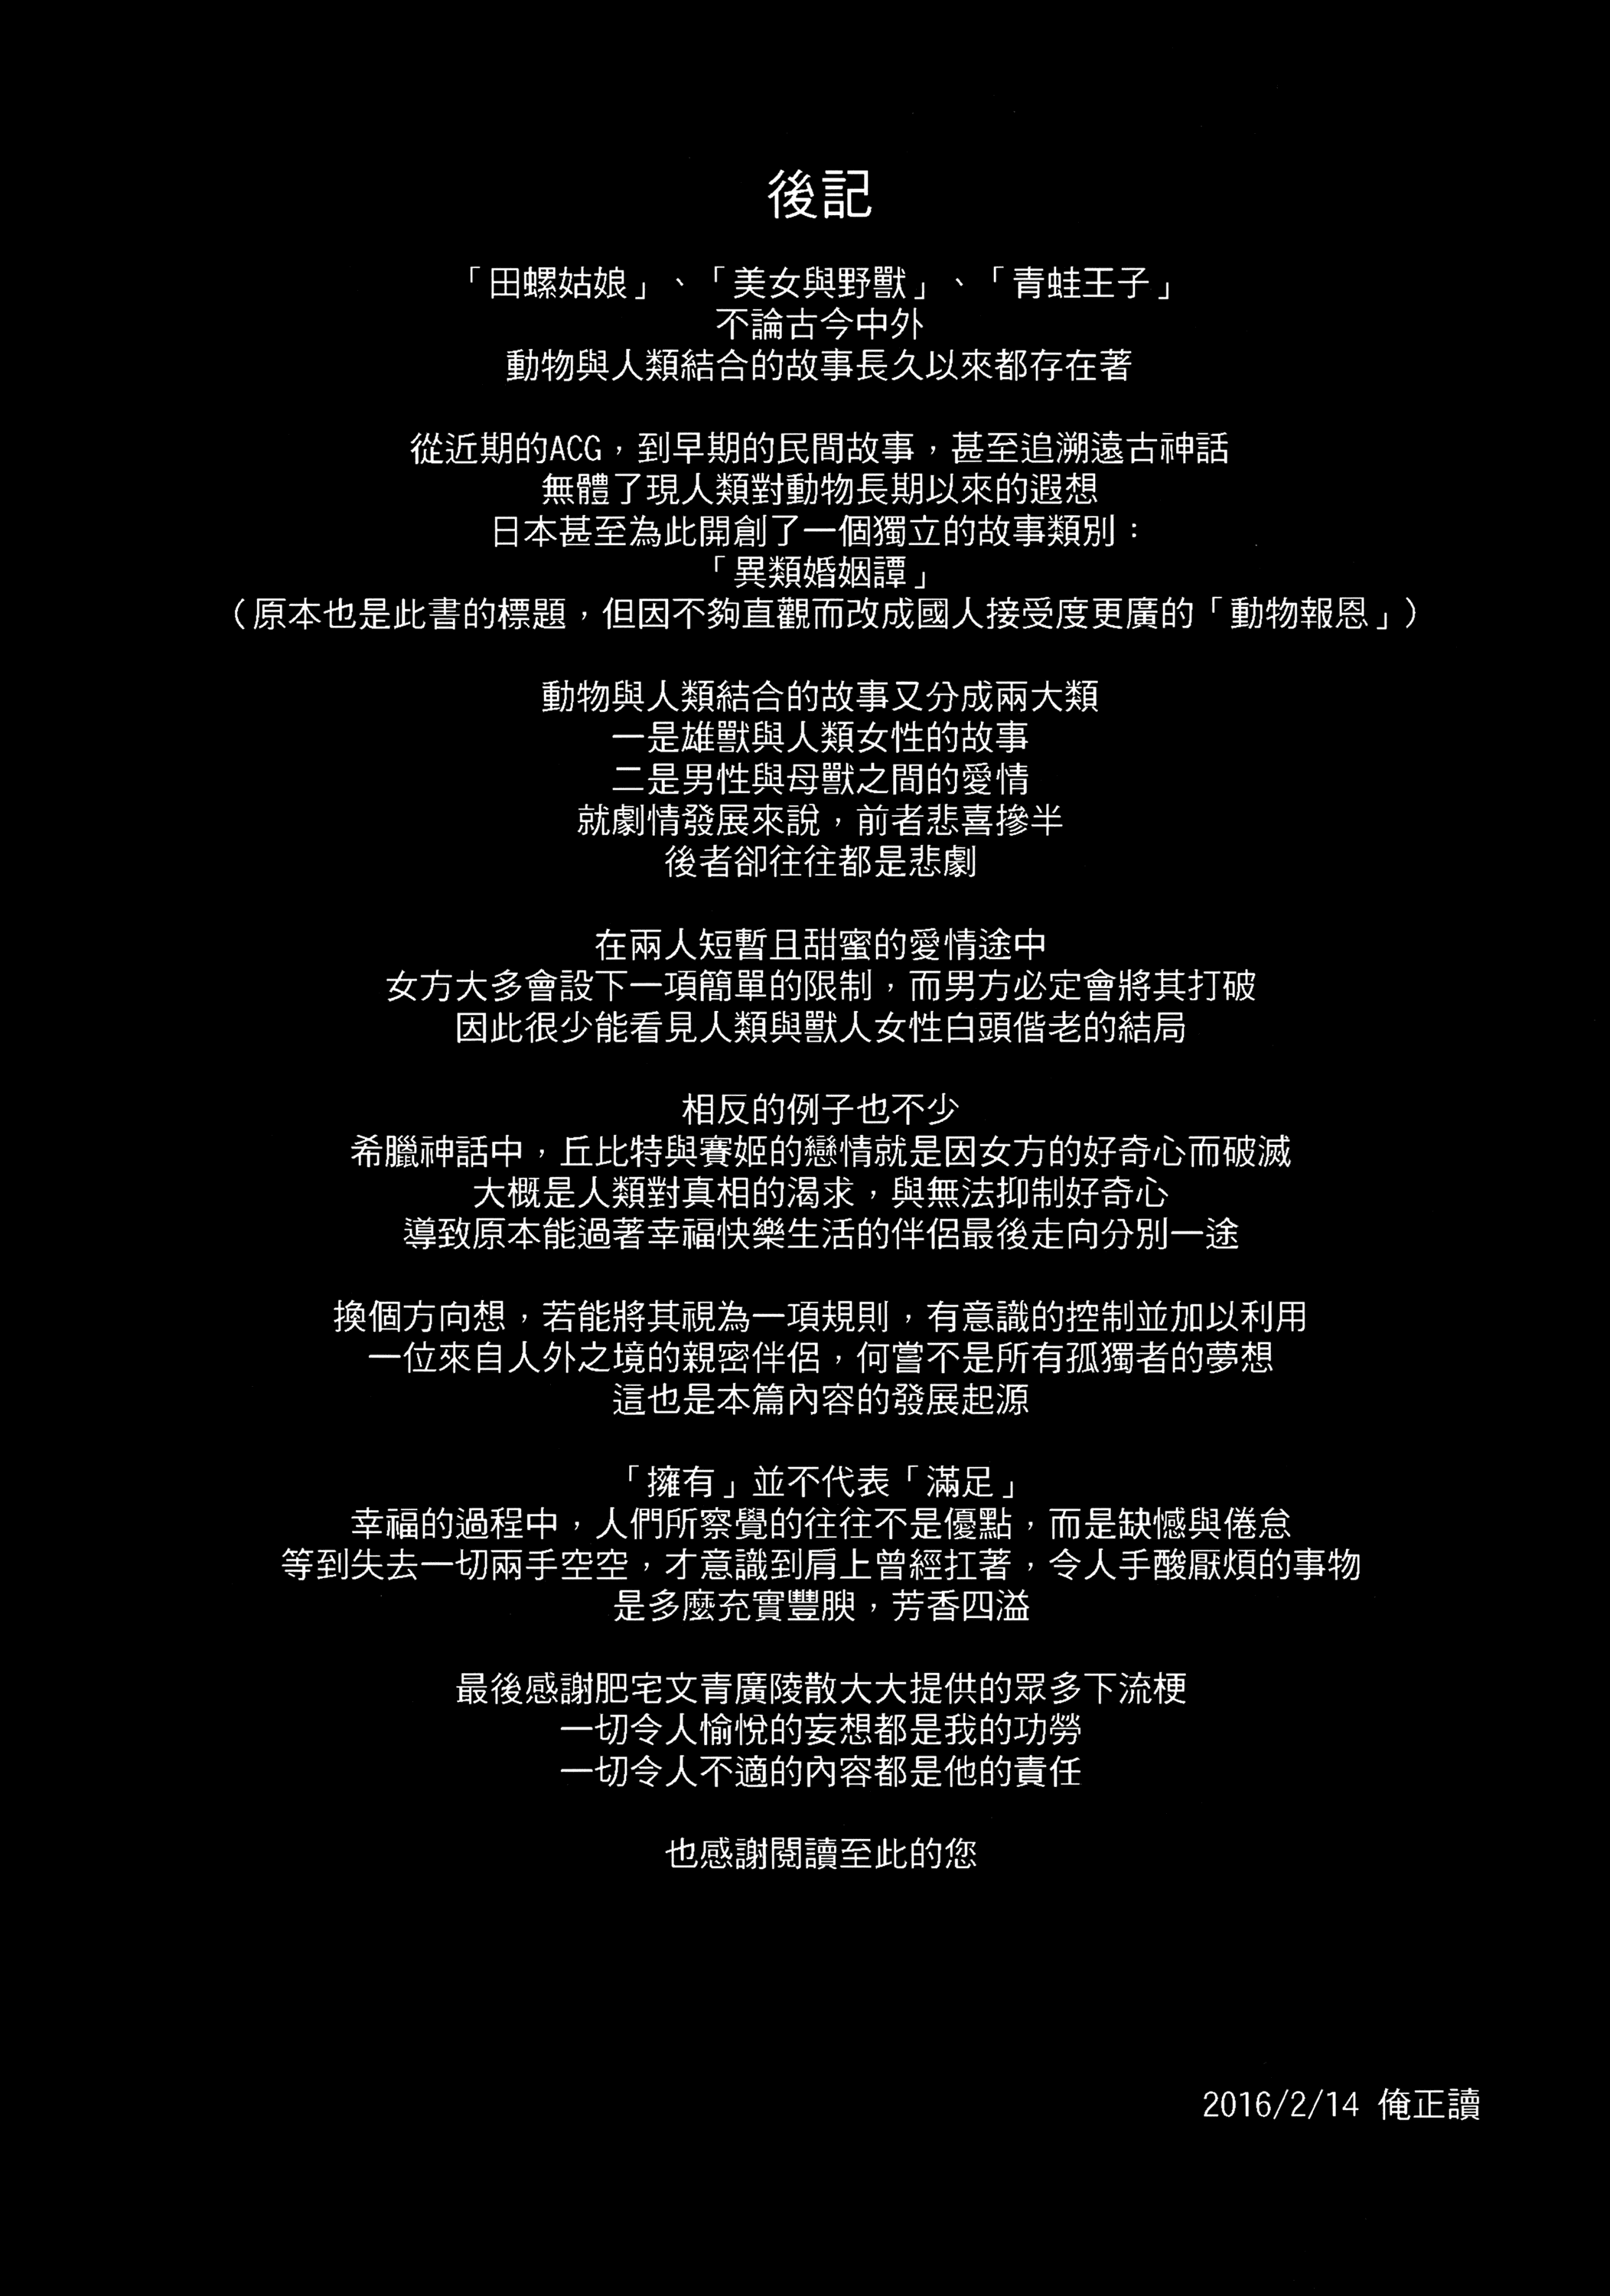 後記
「田螺姑娘」、「美女與野獸」、「青蛙王子」
不論古今中外
動物與人類結合的故事長久以來都存在著
從近期的ACG，到早期的民間故事，甚至追溯遠古神話
無體了現人類對動物長期以來的遐想
日本甚至為此開創了一個獨立的故事類別：
「異類婚姻譚」
（原本也是此書的標題，但因不夠直觀而改成國人接受度更廣的「動物報恩」）
動物與人類結合的故事又分成兩大類
一是雄獸與人類女性的故事
二是男性與母獸之間的愛情
就劇情發展來說，前者悲喜摻半
後者卻往往都是悲劇
在兩人短暫且甜蜜的愛情途中
女方大多會設下一項簡單的限制，而男方必定會將其打破
因此很少能看見人類與獸人女性白頭偕老的結局
相反的例子也不少
希臘神話中，丘比特與賽姬的戀情就是因女方的好奇心而破滅
大概是人類對真相的渴求，與無法抑制好奇心
導致原本能過著幸福快樂生活的伴侶最後走向分別一途
換個方向想，若能將其視為一項規則，有意識的控制並加以利用
一位來自人外之境的親密伴侶，何嘗不是所有孤獨者的夢想
這也是本篇內容的發展起源
「擁有」並不代表「滿足」
幸福的過程中，人們所察覺的往往不是優點，而是缺憾與倦怠
等到失去一切兩手空空，才意識到肩上曾經扛著，令人手酸厭煩的事物
是多麼充實豐腴，芳香四溢
最後感謝肥宅文青廣陵散大大提供的眾多下流梗
一切令人愉悅的妄想都是我的功勞
一切令人不適的內容都是他的責任
也感謝閱讀至此的您
2016/2/14 俺正讀